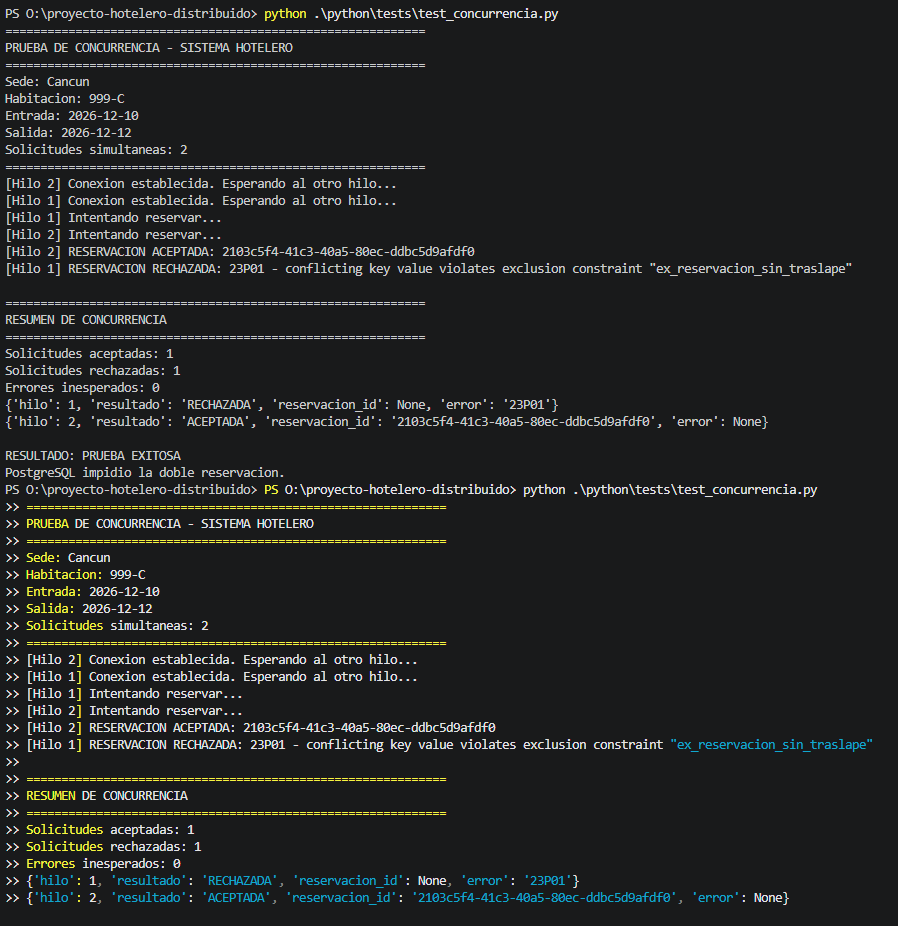 PS O:\proyecto-hotelero-distribuido> python .\python\tests\test_concurrencia.py
============================================================
PRUEBA DE CONCURRENCIA - SISTEMA HOTELERO
============================================================
Sede: Cancun
Habitacion: 999-C
Entrada: 2026-12-10
Salida: 2026-12-12
Solicitudes simultaneas: 2
============================================================
[Hilo 2] Conexion establecida. Esperando al otro hilo...
[Hilo 1] Conexion establecida. Esperando al otro hilo...
[Hilo 1] Intentando reservar...
[Hilo 2] Intentando reservar...
[Hilo 2] RESERVACION ACEPTADA: 2103c5f4-41c3-40a5-80ec-ddbc5d9afdf0
[Hilo 1] RESERVACION RECHAZADA: 23P01 - conflicting key value violates exclusion constraint "ex_reservacion_sin_traslape"
============================================================
RESUMEN DE CONCURRENCIA
============================================================
Solicitudes aceptadas: 1
Solicitudes rechazadas: 1
Errores inesperados: 0
{'hilo': 1, 'resultado': 'RECHAZADA', 'reservacion_id': None, 'error': '23P01'}
{'hilo': 2, 'resultado': 'ACEPTADA', 'reservacion_id': '2103c5f4-41c3-40a5-80ec-ddbc5d9afdf0', 'error': None}
RESULTADO: PRUEBA EXITOSA
PostgreSQL impidio la doble reservacion.
PS O:\proyecto-hotelero-distribuido> PS O:\proyecto-hotelero-distribuido> python .\python\tests\test_concurrencia.py
>> ============================================================
>> PRUEBA DE CONCURRENCIA - SISTEMA HOTELERO
>> ============================================================
>> Sede: Cancun
>> Habitacion: 999-C
>> Entrada: 2026-12-10
>> Salida: 2026-12-12
>> Solicitudes simultaneas: 2
>> ============================================================
>> [Hilo 2] Conexion establecida. Esperando al otro hilo...
>> [Hilo 1] Conexion establecida. Esperando al otro hilo...
>> [Hilo 1] Intentando reservar...
>> [Hilo 2] Intentando reservar...
>> [Hilo 2] RESERVACION ACEPTADA: 2103c5f4-41c3-40a5-80ec-ddbc5d9afdf0
>> [Hilo 1] RESERVACION RECHAZADA: 23P01 - conflicting key value violates exclusion constraint "ex_reservacion_sin_traslape"
>>
>> ============================================================
>> RESUMEN DE CONCURRENCIA
>> ============================================================
>> Solicitudes aceptadas: 1
>> Solicitudes rechazadas: 1
>> Errores inesperados: 0
>> {'hilo': 1, 'resultado': 'RECHAZADA', 'reservacion_id': None, 'error': '23P01'}
>> {'hilo': 2, 'resultado': 'ACEPTADA', 'reservacion_id': '2103c5f4-41c3-40a5-80ec-ddbc5d9afdf0', 'error': None}